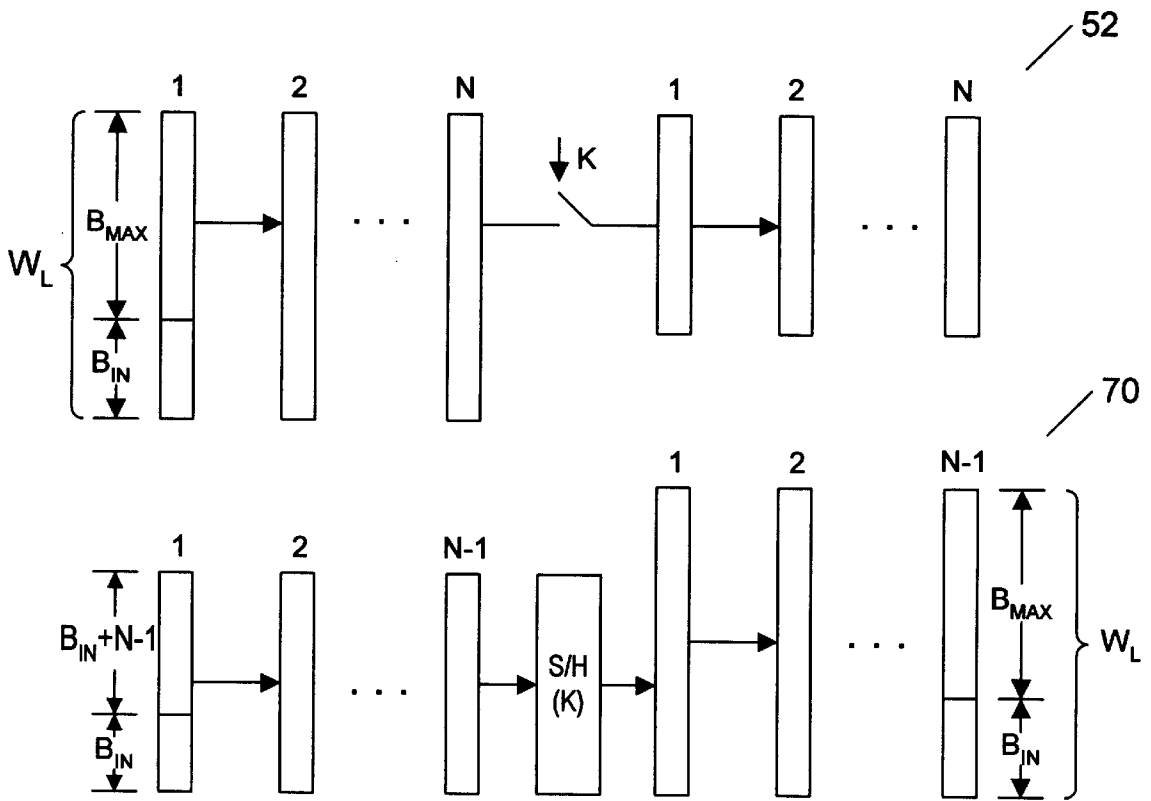 52
1 2 N 1 2 N
K
B_MAX
W_L
B_IN
70
1 2 N-1 1 2 N-1
B_IN+N-1
B_MAX
S/H
(K)
W_L
B_IN
B_IN